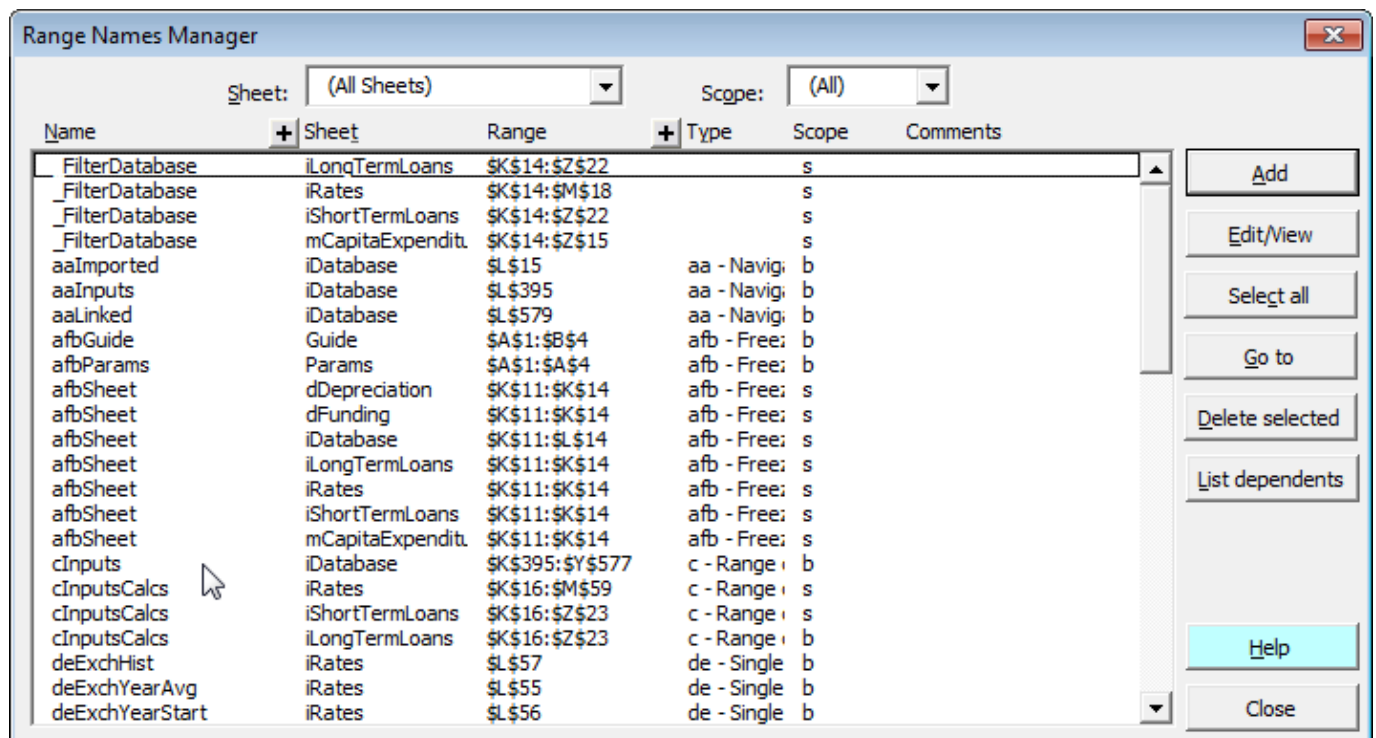 Range Names Manager
Sheet: (All Sheets) Scope: (All)
Name + Sheet Range + Type Scope Comments
_FilterDatabase iLongTermLoans $K$14:$Z$22 s
_FilterDatabase iRates $K$14:$M$18 s
_FilterDatabase iShortTermLoans $K$14:$Z$22 s
_FilterDatabase mCapitaExpenditu $K$14:$Z$15 s
aaImported iDatabase $L$15 aa - Naviga b
aaInputs iDatabase $L$395 aa - Naviga b
aaLinked iDatabase $L$579 aa - Naviga b
afbGuide Guide $A$1:$B$4 afb - Freez b
afbParams Params $A$1:$A$4 afb - Freez b
afbSheet dDepreciation $K$11:$K$14 afb - Freez s
afbSheet dFunding $K$11:$K$14 afb - Freez s
afbSheet iDatabase $K$11:$L$14 afb - Freez s
afbSheet iLongTermLoans $K$11:$K$14 afb - Freez s
afbSheet iRates $K$11:$K$14 afb - Freez s
afbSheet iShortTermLoans $K$11:$K$14 afb - Freez s
afbSheet mCapitaExpenditu $K$11:$K$14 afb - Freez s
cInputs iDatabase $K$395:$Y$577 c - Range b
cInputsCalcs iRates $K$16:$M$59 c - Range s
cInputsCalcs iShortTermLoans $K$16:$Z$23 c - Range s
cInputsCalcs iLongTermLoans $K$16:$Z$23 c - Range b
deExchHist iRates $L$57 de - Single b
deExchYearAvg iRates $L$55 de - Single b
deExchYearStart iRates $L$56 de - Single b
Add
Edit/View
Select all
Go to
Delete selected
List dependents
Help
Close